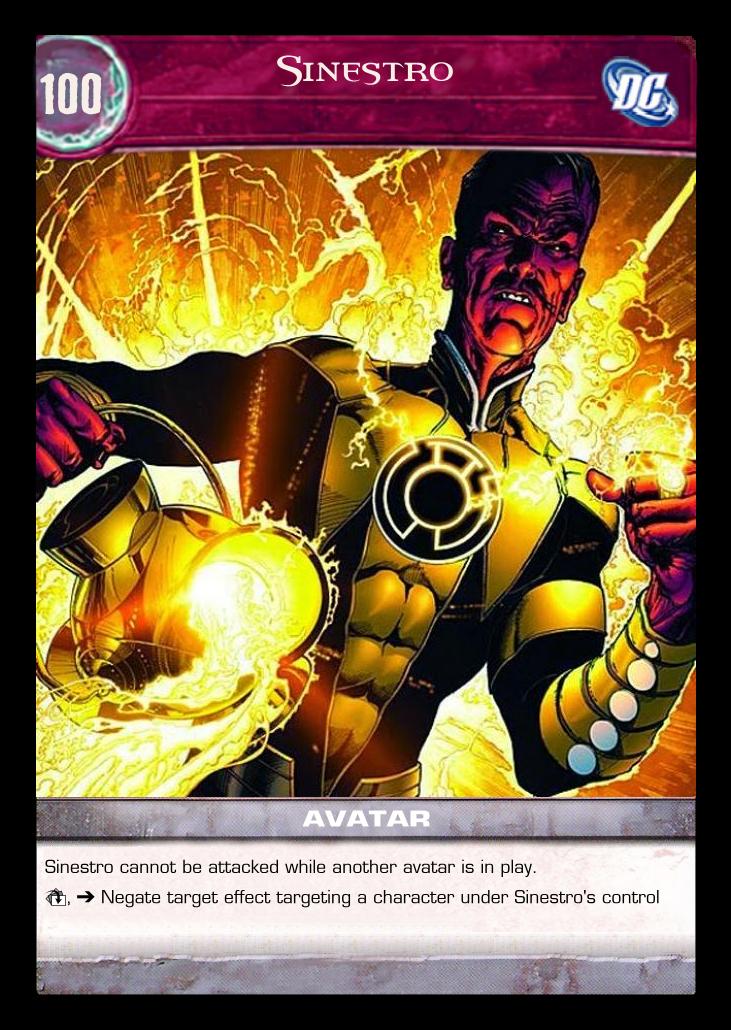 SINESTRO
100
DC
AVATAR
Sinestro cannot be attacked while another avatar is in play.
, ➔ Negate target effect targeting a character under Sinestro's control